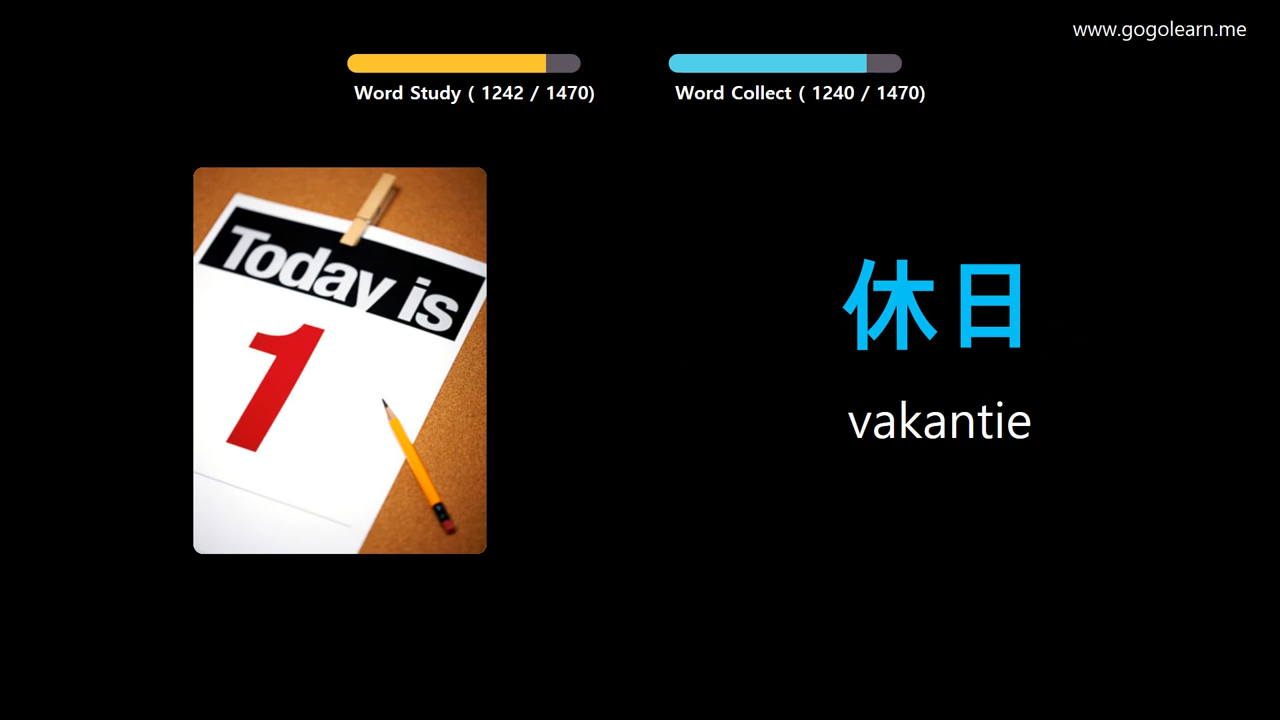 www.gogolearn.me
Word Study ( 1242 / 1470)
Word Collect ( 1240 / 1470)
Today is
1
休日
vakantie